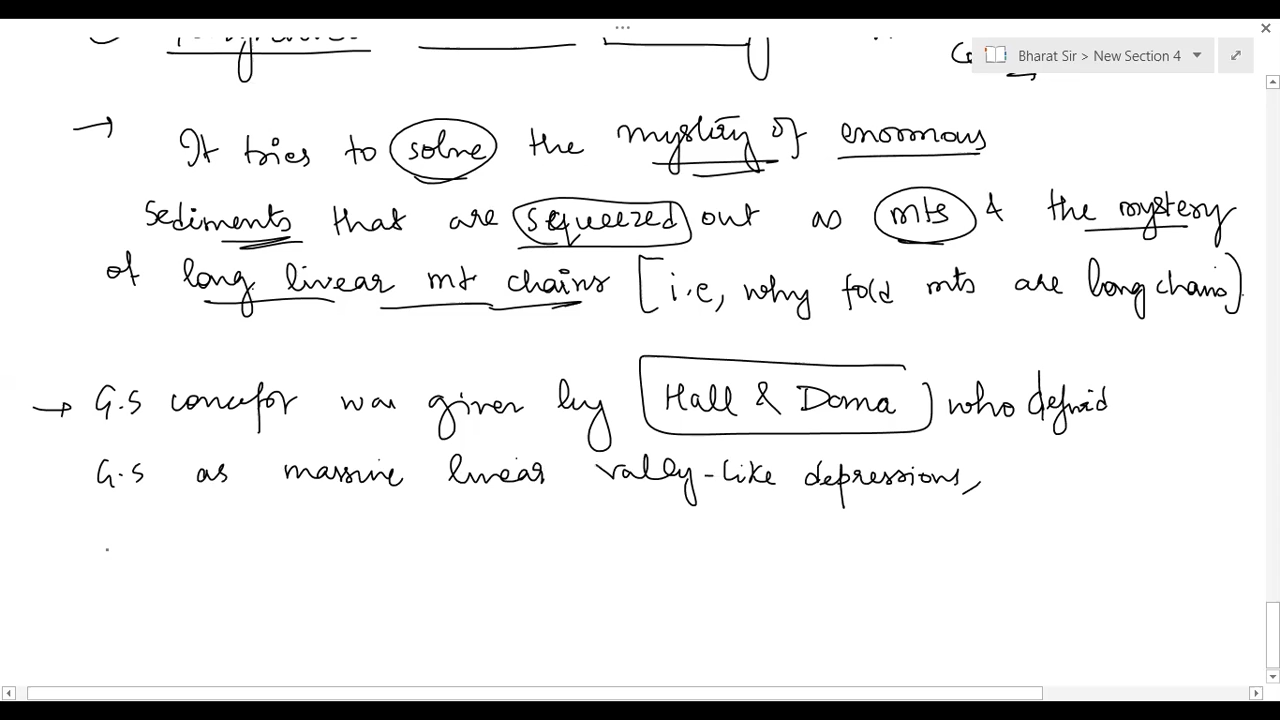 Bharat Sir > New Section 4
→ It tries to solve the mystery of enormous
sediments that are squeezed out as mts & the mystery
of long linear mt chains [i.e, why fold mts are long chains]
→ G.S concept was given by Hall & Dana who defined
G.S as massive linear vally-like depressions,